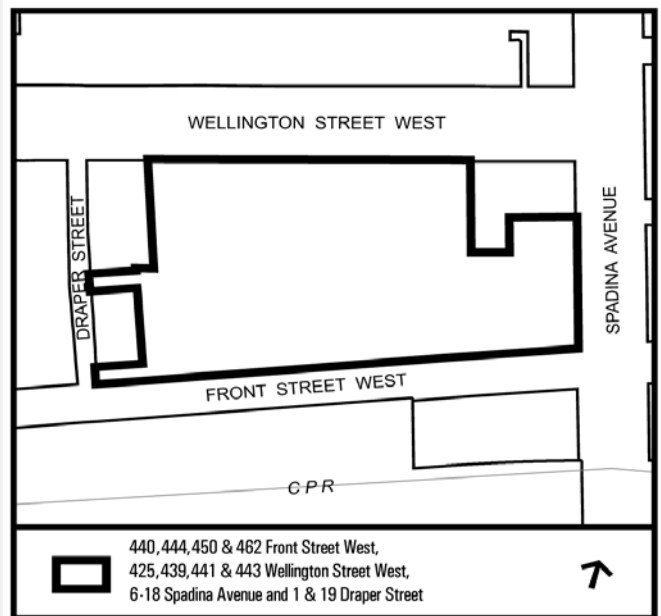 WELLINGTON STREET WEST
DRAPER STREET
SPADINA AVENUE
FRONT STREET WEST
CPR
440,444,450 & 462 Front Street West,
425,439,441 & 443 Wellington Street West,
6-18 Spadina Avenue and 1 & 19 Draper Street